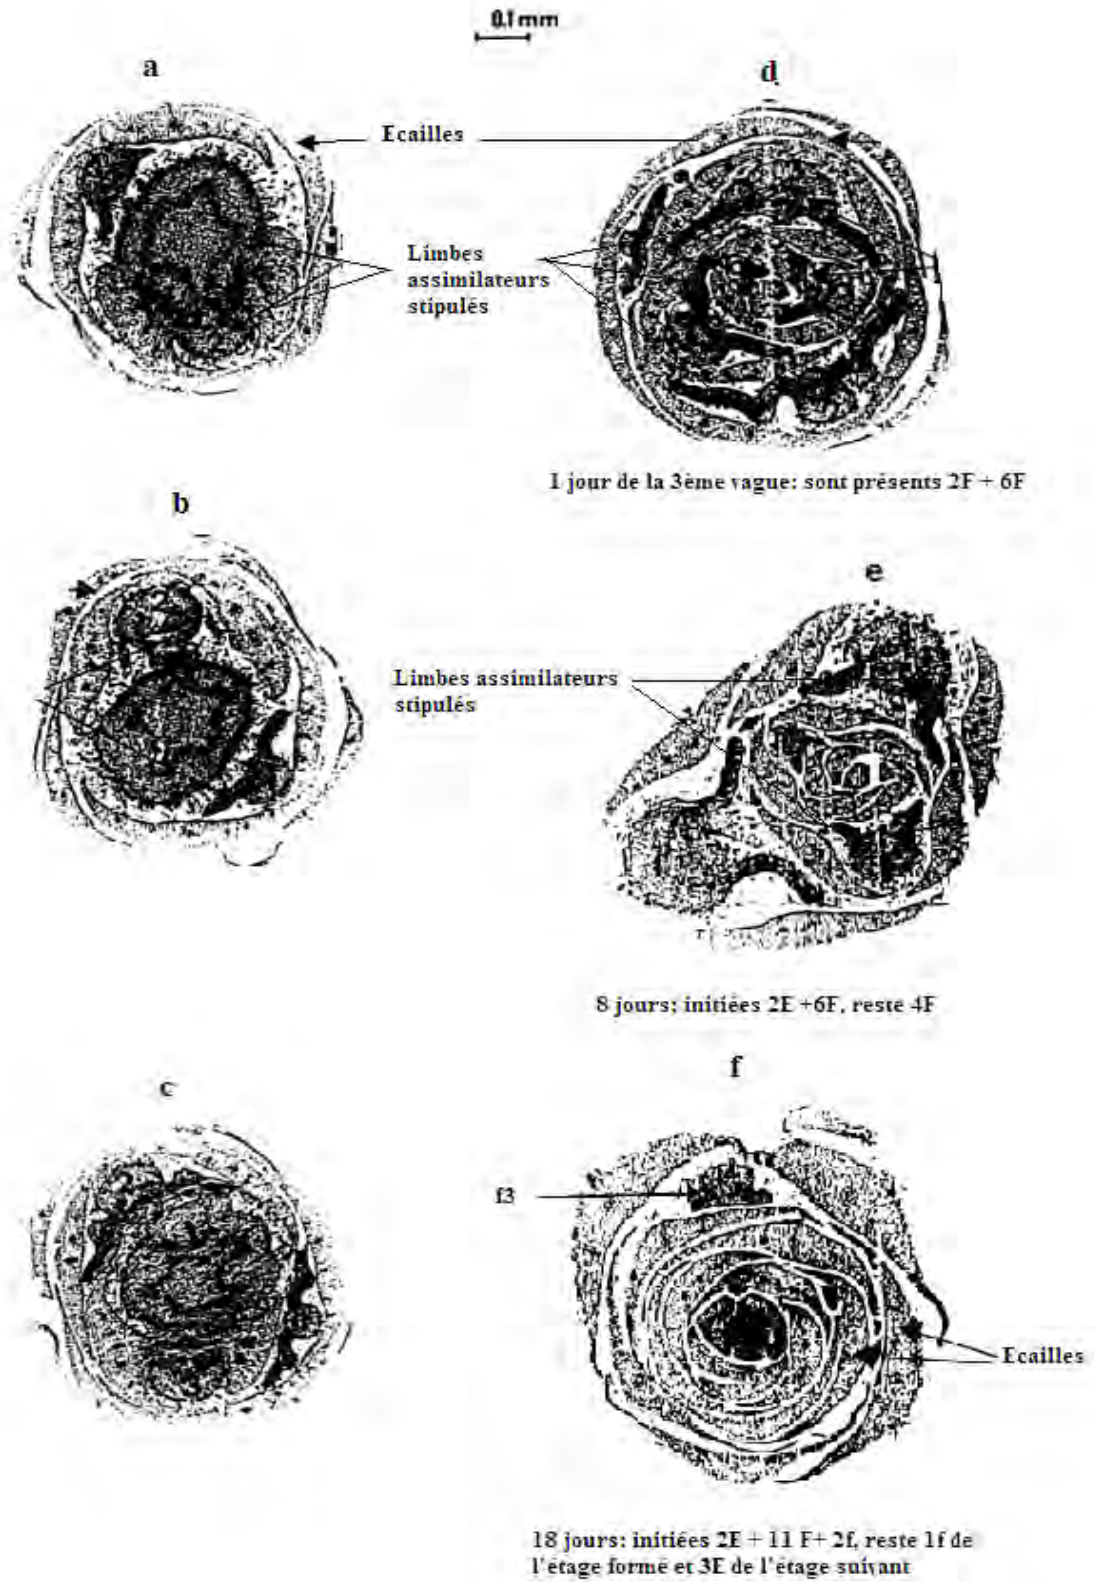 0.1 mm
a
d
Ecailles
Limbes
assimilateurs
stipulés
1 jour de la 3ème vague: sont présents 2F + 6F
b
e
Limbes assimilateurs
stipulés
8 jours: initiées 2E +6F, reste 4F
c
f
f3
Ecailles
18 jours: initiées 2E + 11 F+ 2f, reste 1f de
l'étage formé et 3E de l'étage suivant